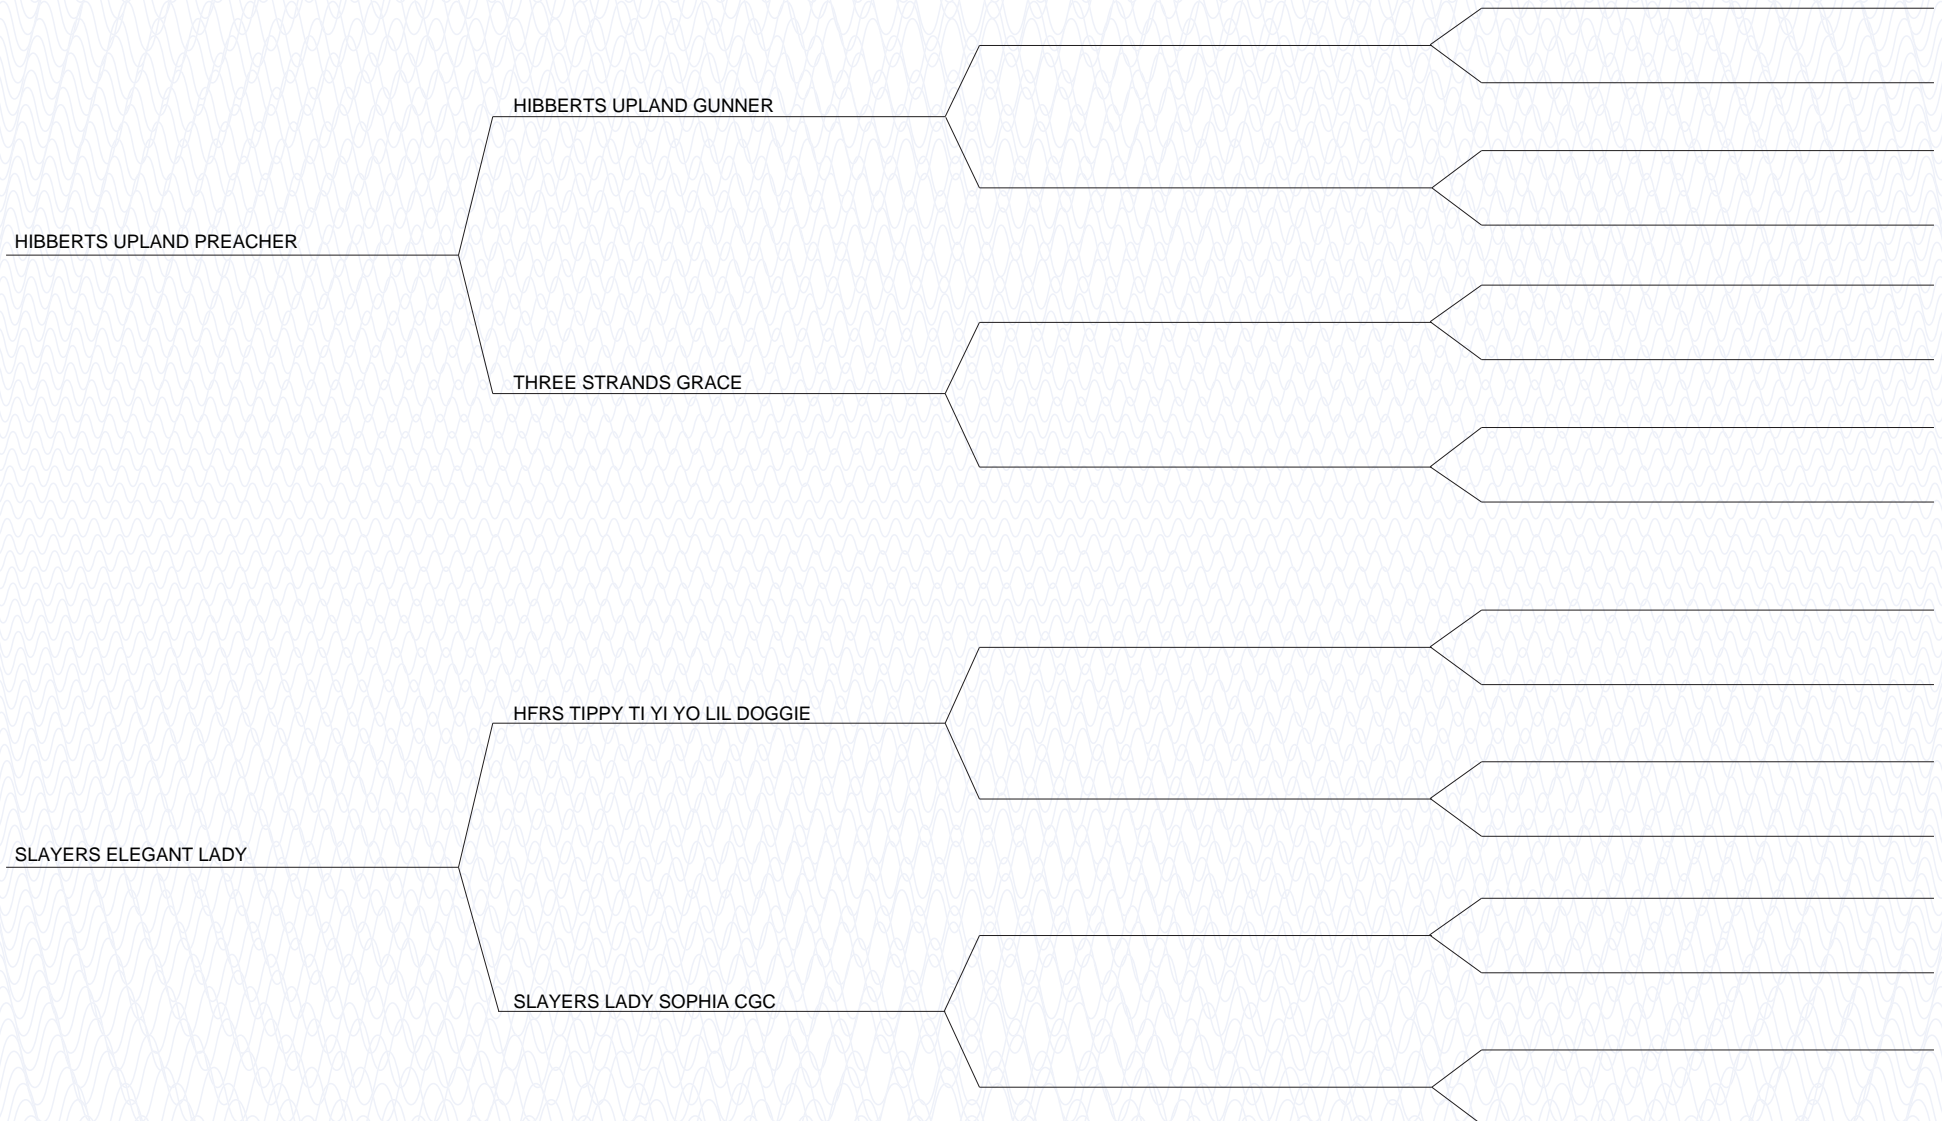 HIBBERTS UPLAND GUNNER
HIBBERTS UPLAND PREACHER
THREE STRANDS GRACE
HFRS TIPPY TI YI YO LIL DOGGIE
SLAYERS ELEGANT LADY
SLAYERS LADY SOPHIA CGC